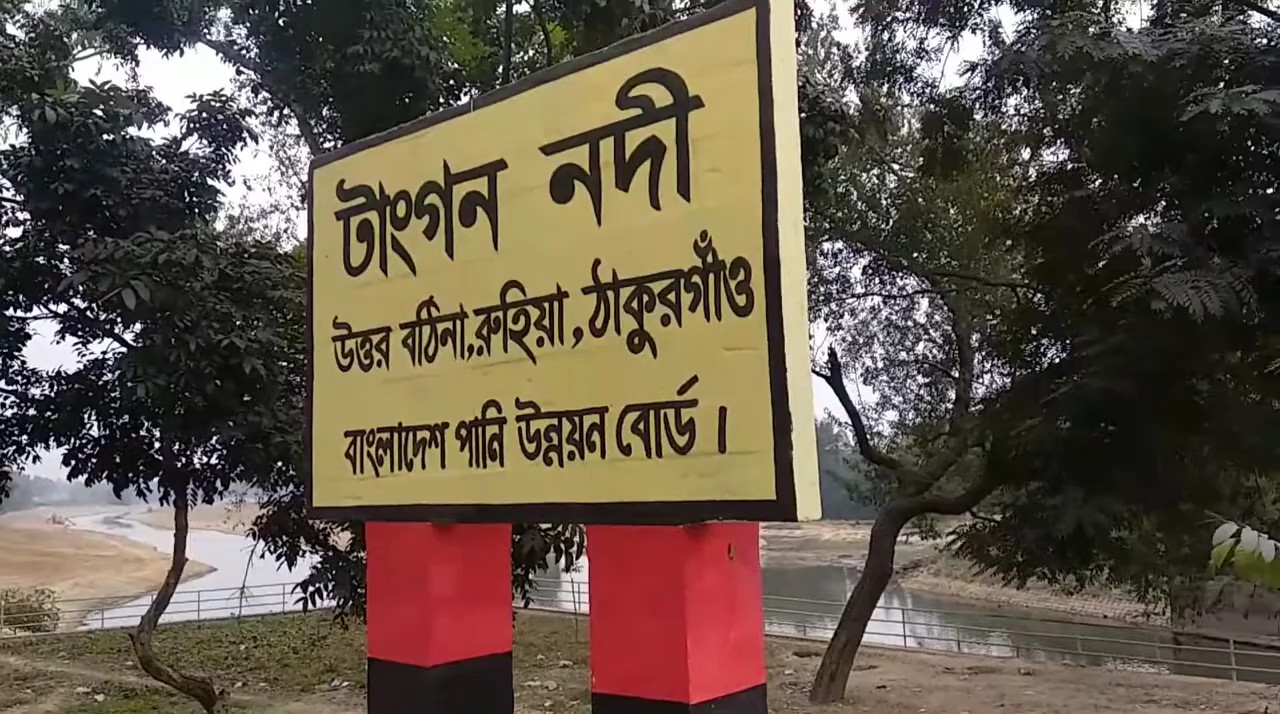 টাংগন নদী
উত্তর বঠিনা,রুহিয়া,ঠাকুরগাঁও
বাংলাদেশ পানি উন্নয়ন বোর্ড।